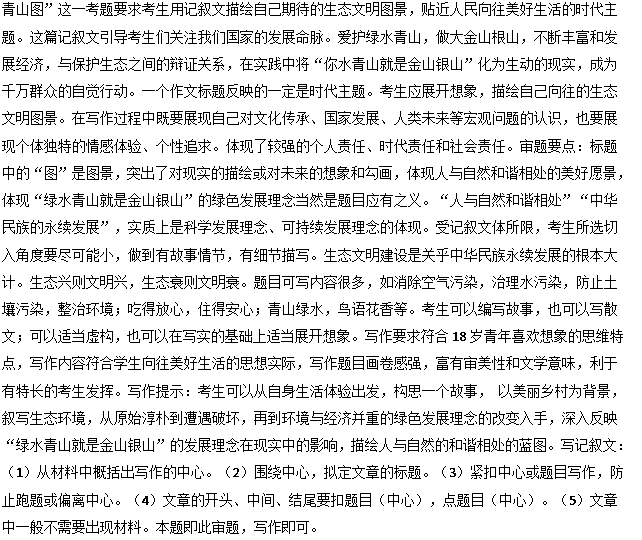 青山图”这一考题要求考生用记叙文描绘自己期待的生态文明图景，贴近人民向往美好生活的时代主
题。这篇记叙文引导考生们关注我们国家的发展命脉。爱护绿水青山，做大金山根山，不断丰富和发
展经济，与保护生态之间的辩证关系，在实践中将“你水青山就是金山银山”化为生动的现实，成为
千万群众的自觉行动。一个作文标题反映的一定是时代主题。考生应展开想象，描绘自己向往的生态
文明图景。在写作过程中既要展现自己对文化传承、国家发展、人类未来等宏观问题的认识，也要展
现个体独特的情感体验、个性追求。体现了较强的个人责任、时代责任和社会责任。审题要点：标题
中的“图”是图景，突出了对现实的描绘或对未来的想象和勾画，体现人与自然和谐相处的美好愿景，
体现“绿水青山就是金山银山”的绿色发展理念当然是题目应有之义。“人与自然和谐相处”“中华
民族的永续发展”，实质上是科学发展理念、可持续发展理念的体现。受记叙文体所限，考生所选切
入角度要尽可能小，做到有故事情节，有细节描写。生态文明建设是关乎中华民族永续发展的根本大
计。生态兴则文明兴，生态衰则文明衰。题目可写内容很多，如消除空气污染，治理水污染，防止土
壤污染，整治环境；吃得放心，住得安心；青山绿水，鸟语花香等。考生可以编写故事，也可以写散
文；可以适当虚构，也可以在写实的基础上适当展开想象。写作要求符合 18 岁青年喜欢想象的思维特
点，写作内容符合学生向往美好生活的思想实际，写作题目画卷感强，富有审美性和文学意味，利于
有特长的考生发挥。写作提示：考生可以从自身生活体验出发，构思一个故事， 以美丽乡村为背景，
叙写生态环境，从原始淳朴到遭遇破坏，再到环境与经济并重的绿色发展理念的改变入手，深入反映
“绿水青山就是金山银山”的发展理念在现实中的影响，描绘人与自然的和谐相处的蓝图。写记叙文：
（1）从材料中概括出写作的中心。（2）围绕中心，拟定文章的标题。（3）紧扣中心或题目写作，防
止跑题或偏离中心。（4）文章的开头、中间、结尾要扣题目（中心），点题目（中心）。（5）文章
中一般不需要出现材料。本题即此审题，写作即可。